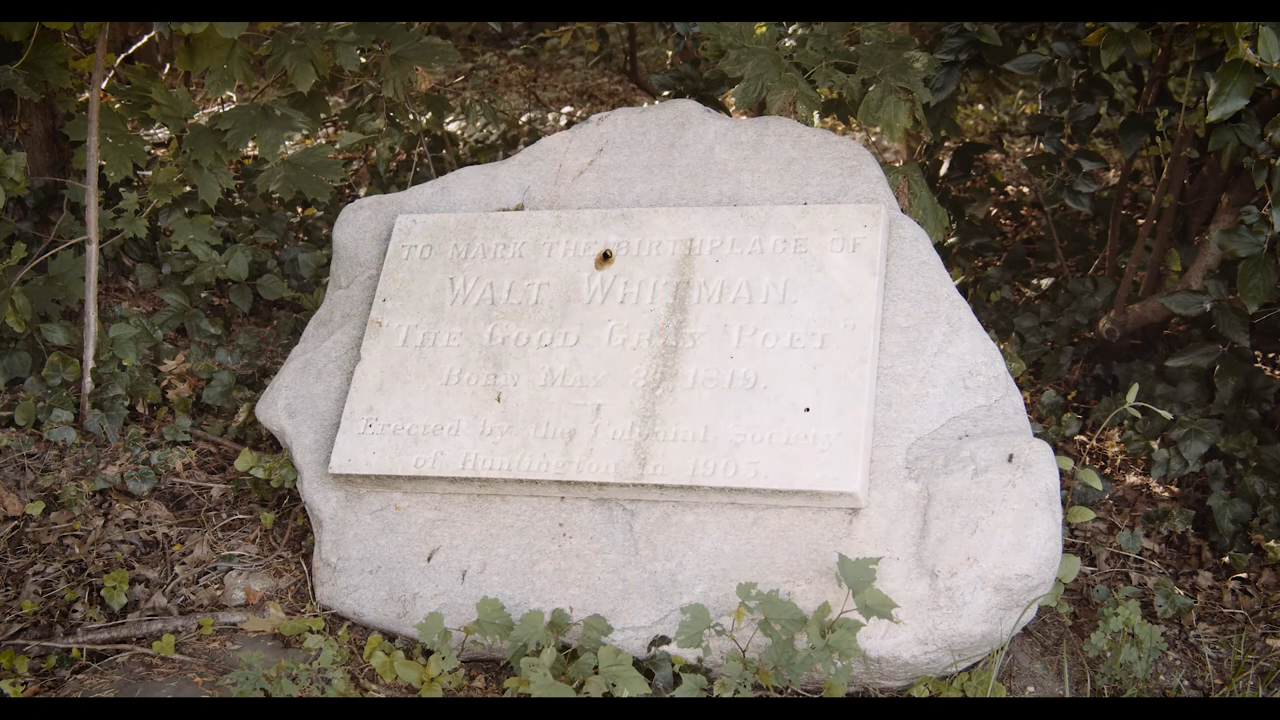 TO MARK THE BIRTHPLACE OF
WALT WHITMAN.
"THE GOOD GRAY POET"
BORN MAY 31, 1819.
Erected by the Colonial Society
of Huntington in 1905.